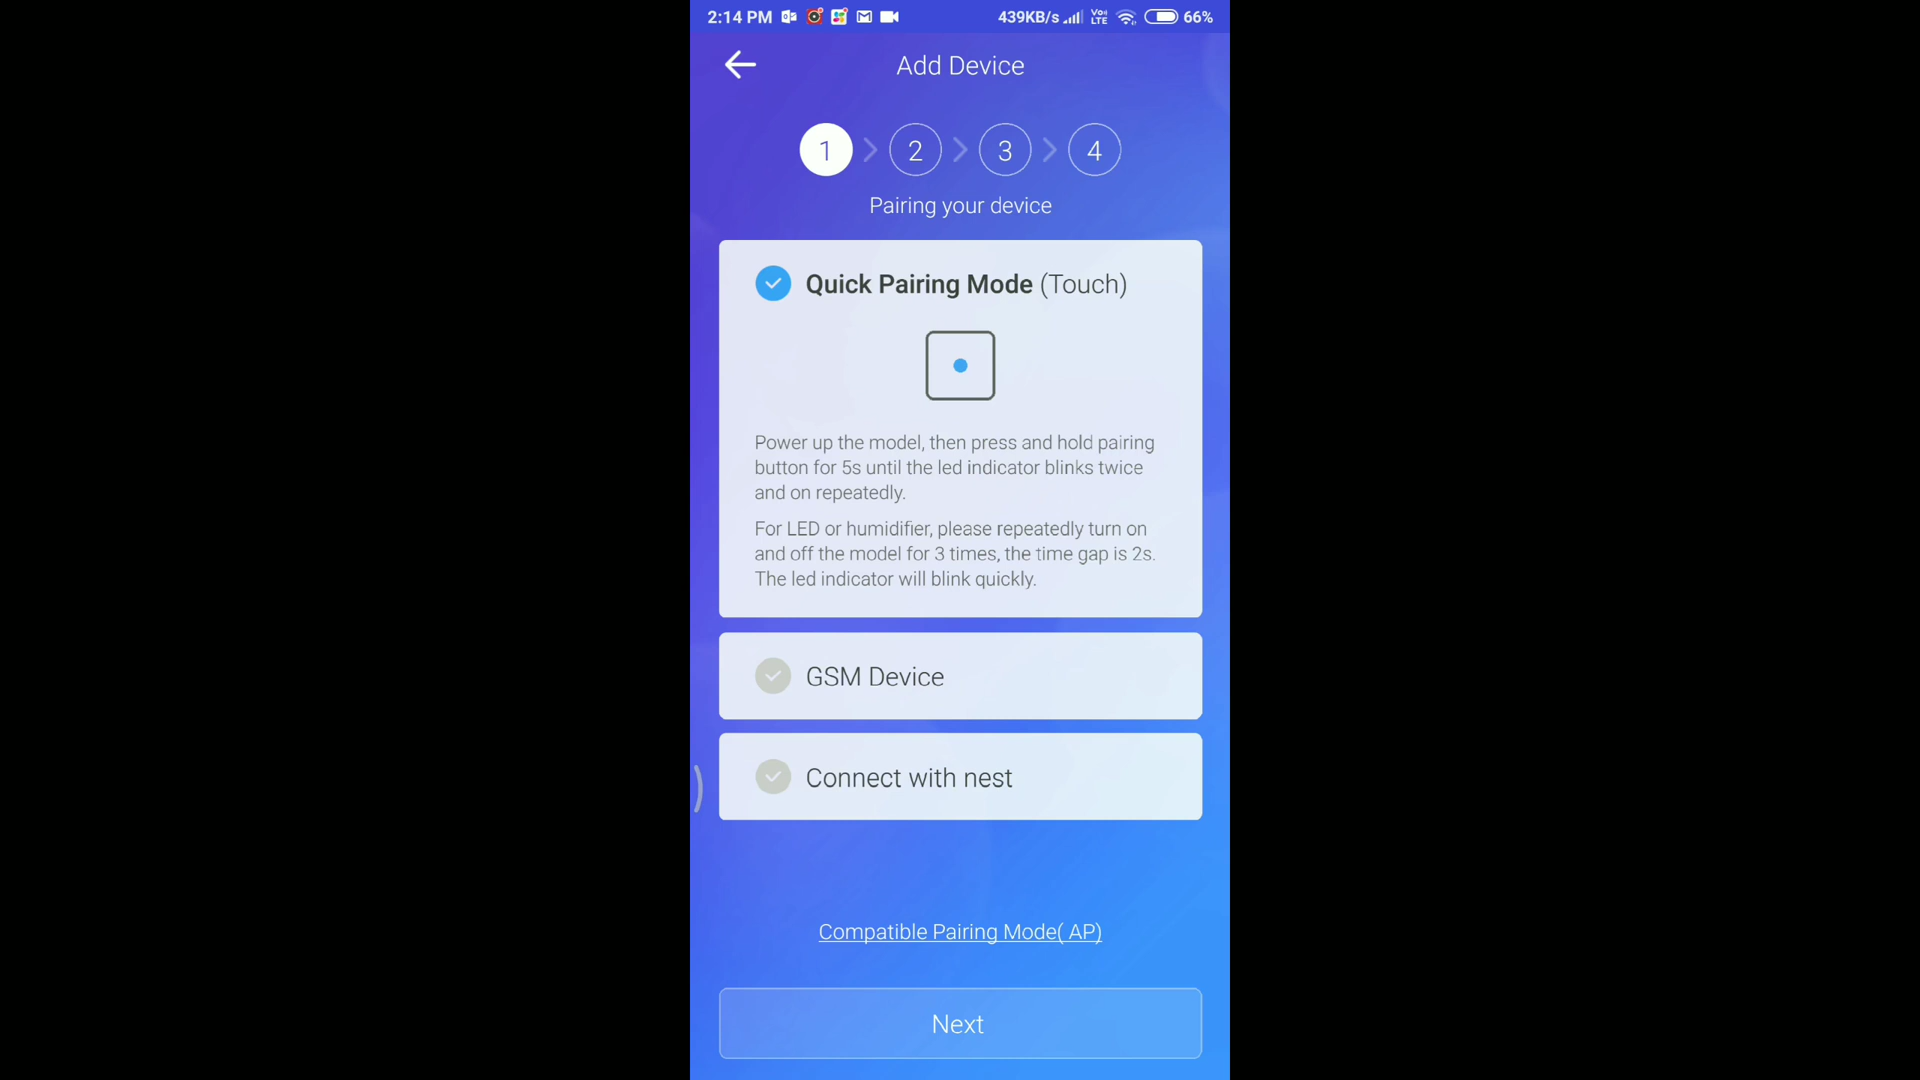 2:14 PM 439KB/s Vo) LTE 66%
Add Device
1 2 3 4
Pairing your device
Quick Pairing Mode (Touch)
Power up the model, then press and hold pairing
button for 5s until the led indicator blinks twice
and on repeatedly.
For LED or humidifier, please repeatedly turn on
and off the model for 3 times, the time gap is 2s.
The led indicator will blink quickly.
GSM Device
Connect with nest
Compatible Pairing Mode( AP)
Next